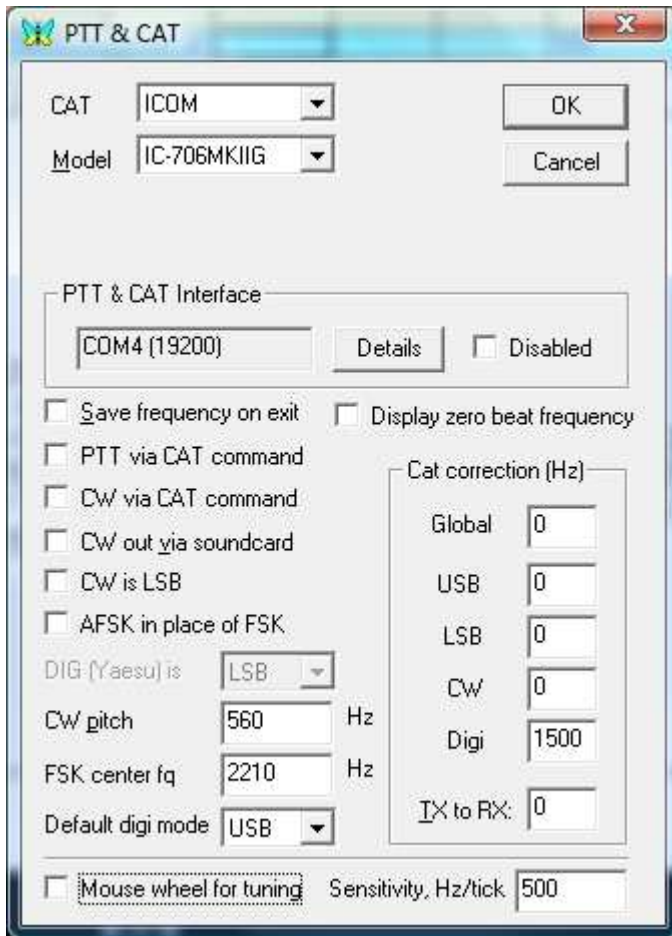 PTT & CAT
CAT ICOM OK
Model IC-706MKIIG Cancel
PTT & CAT Interface
COM4 (19200) Details Disabled
Save frequency on exit Display zero beat frequency
PTT via CAT command
Cat correction (Hz)
CW via CAT command
Global 0
CW out via soundcard
CW is LSB
USB 0
AFSK in place of FSK
LSB 0
DIG (Yaesu) is LSB
CW 0
CW pitch 560 Hz
Digi 1500
FSK center fq 2210 Hz
TX to RX: 0
Default digi mode USB
Mouse wheel for tuning Sensitivity, Hz/tick 500